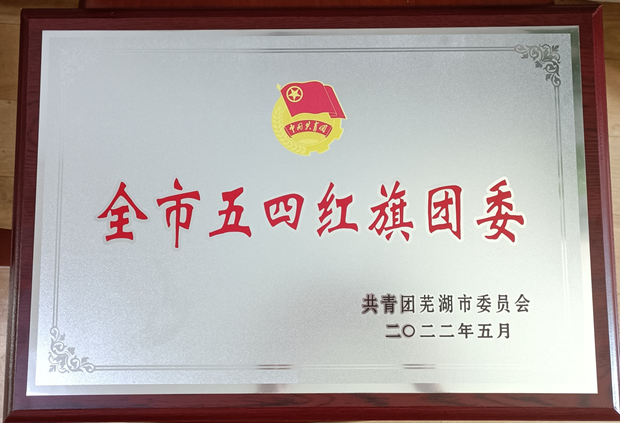 中国共青团
全市五四红旗团委
共青团芜湖市委员会
二〇二二年五月